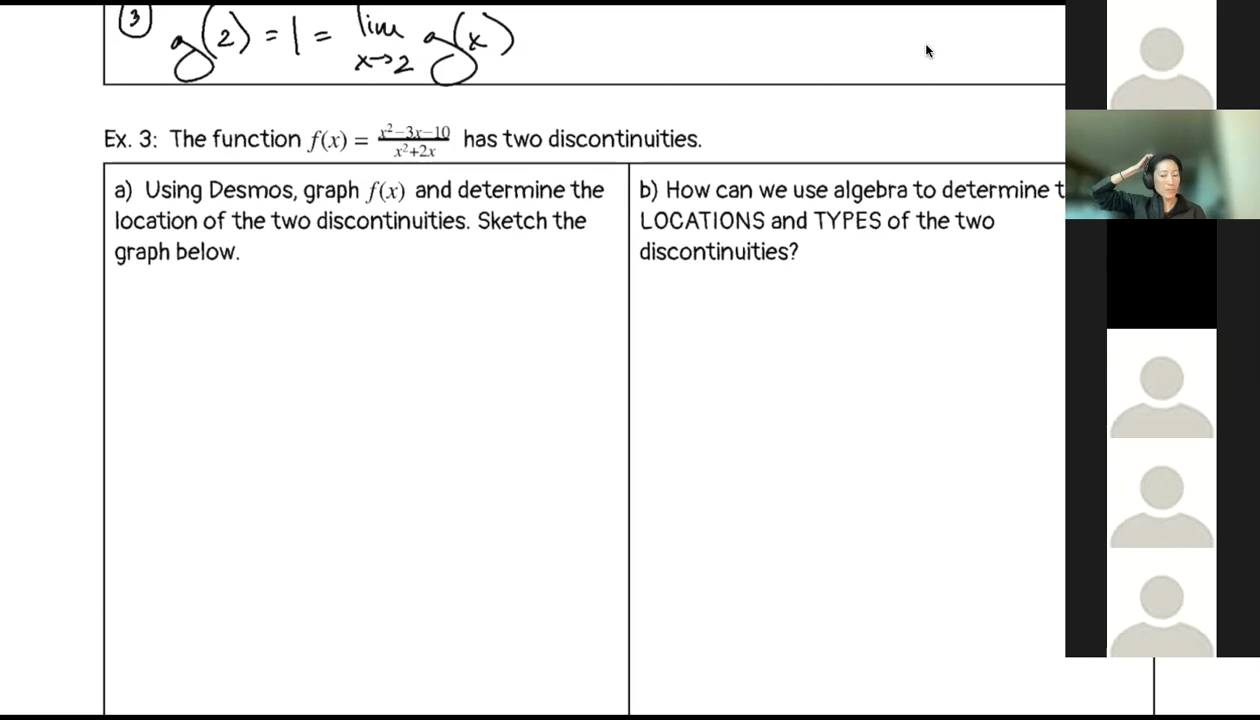 ③ g(2) = 1 = lim x→2 g(x)
Ex. 3: The function f(x) = x²−3x−10 / x²+2x has two discontinuities.
a) Using Desmos, graph f(x) and determine the
location of the two discontinuities. Sketch the
graph below.
b) How can we use algebra to determine t
LOCATIONS and TYPES of the two
discontinuities?